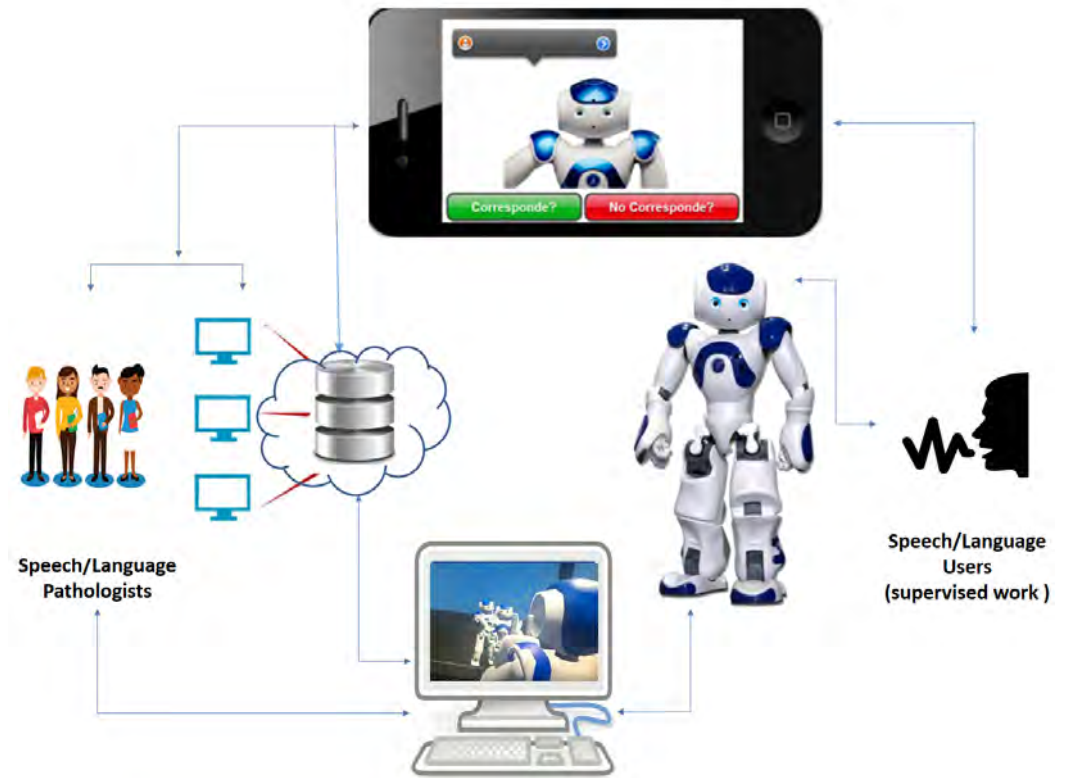 Corresponde?
No Corresponde?
Speech/Language
Pathologists
Speech/Language
Users
(supervised work )